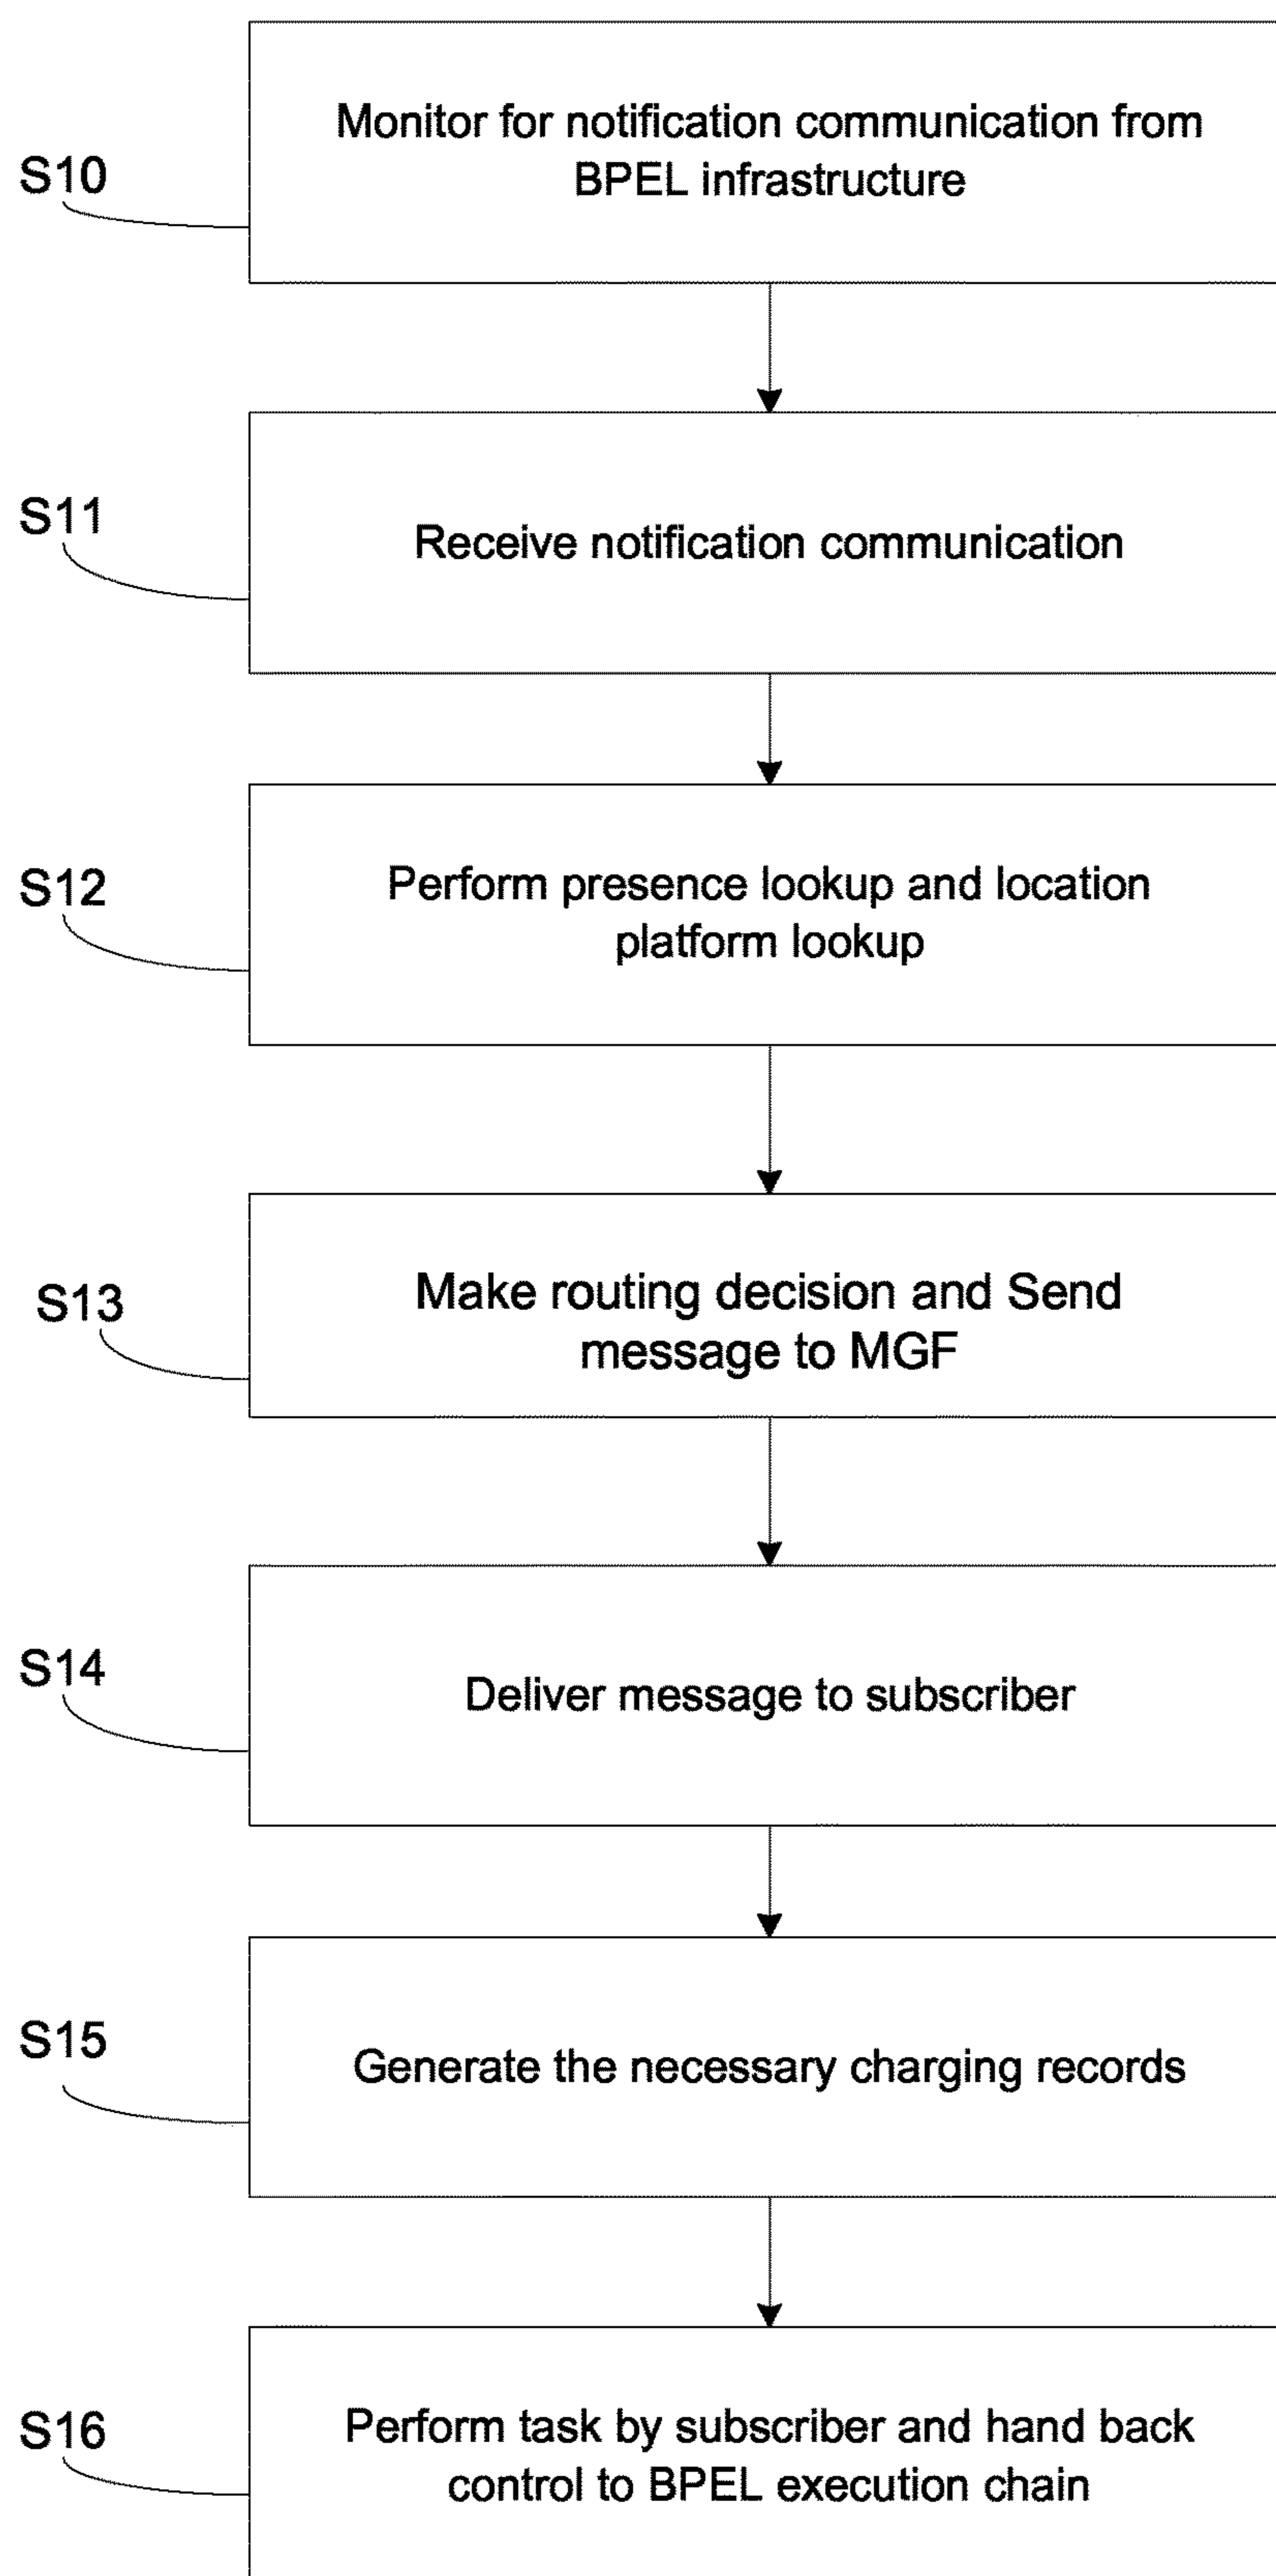 S10
Monitor for notification communication from
BPEL infrastructure
S11
Receive notification communication
S12
Perform presence lookup and location
platform lookup
S13
Make routing decision and Send
message to MGF
S14
Deliver message to subscriber
S15
Generate the necessary charging records
S16
Perform task by subscriber and hand back
control to BPEL execution chain